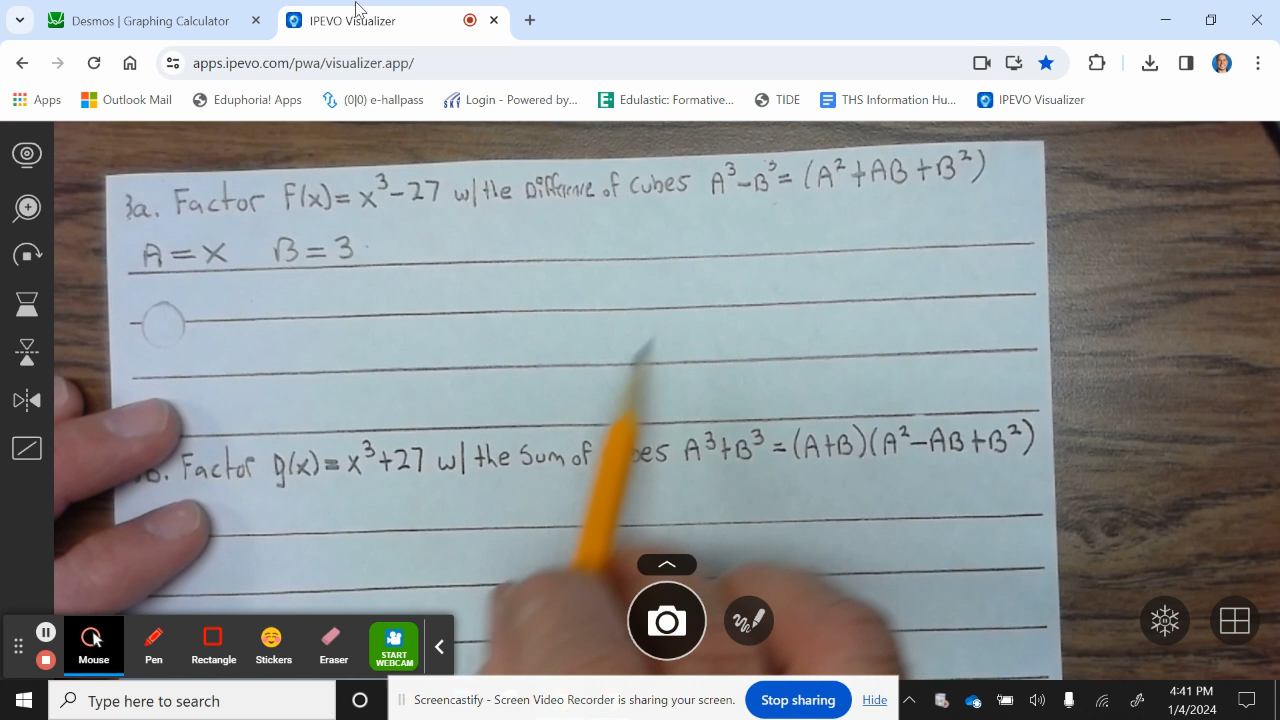 Desmos | Graphing Calculator
IPEVO Visualizer
apps.ipevo.com/pwa/visualizer.app/
Apps
Outlook Mail
Eduphoria! Apps
(0|0) e-hallpass
Login - powered by...
Edulastic: Formative...
TIDE
THS Information Hu...
IPEVO Visualizer
3a. Factor f(x)=x³-27 w/ the Difference of Cubes A³-B³=(A²+AB+B²)
A=x B=3
b. Factor g(x)=x³+27 w/ the Sum of bes A³+B³=(A+B)(A²-AB+B²)
Mouse
Pen
Rectangle
Stickers
Eraser
START
WEBCAM
Type here to search
Screencastify - Screen Video Recorder is sharing your screen.
Stop sharing
Hide
4:41 PM
1/4/2024